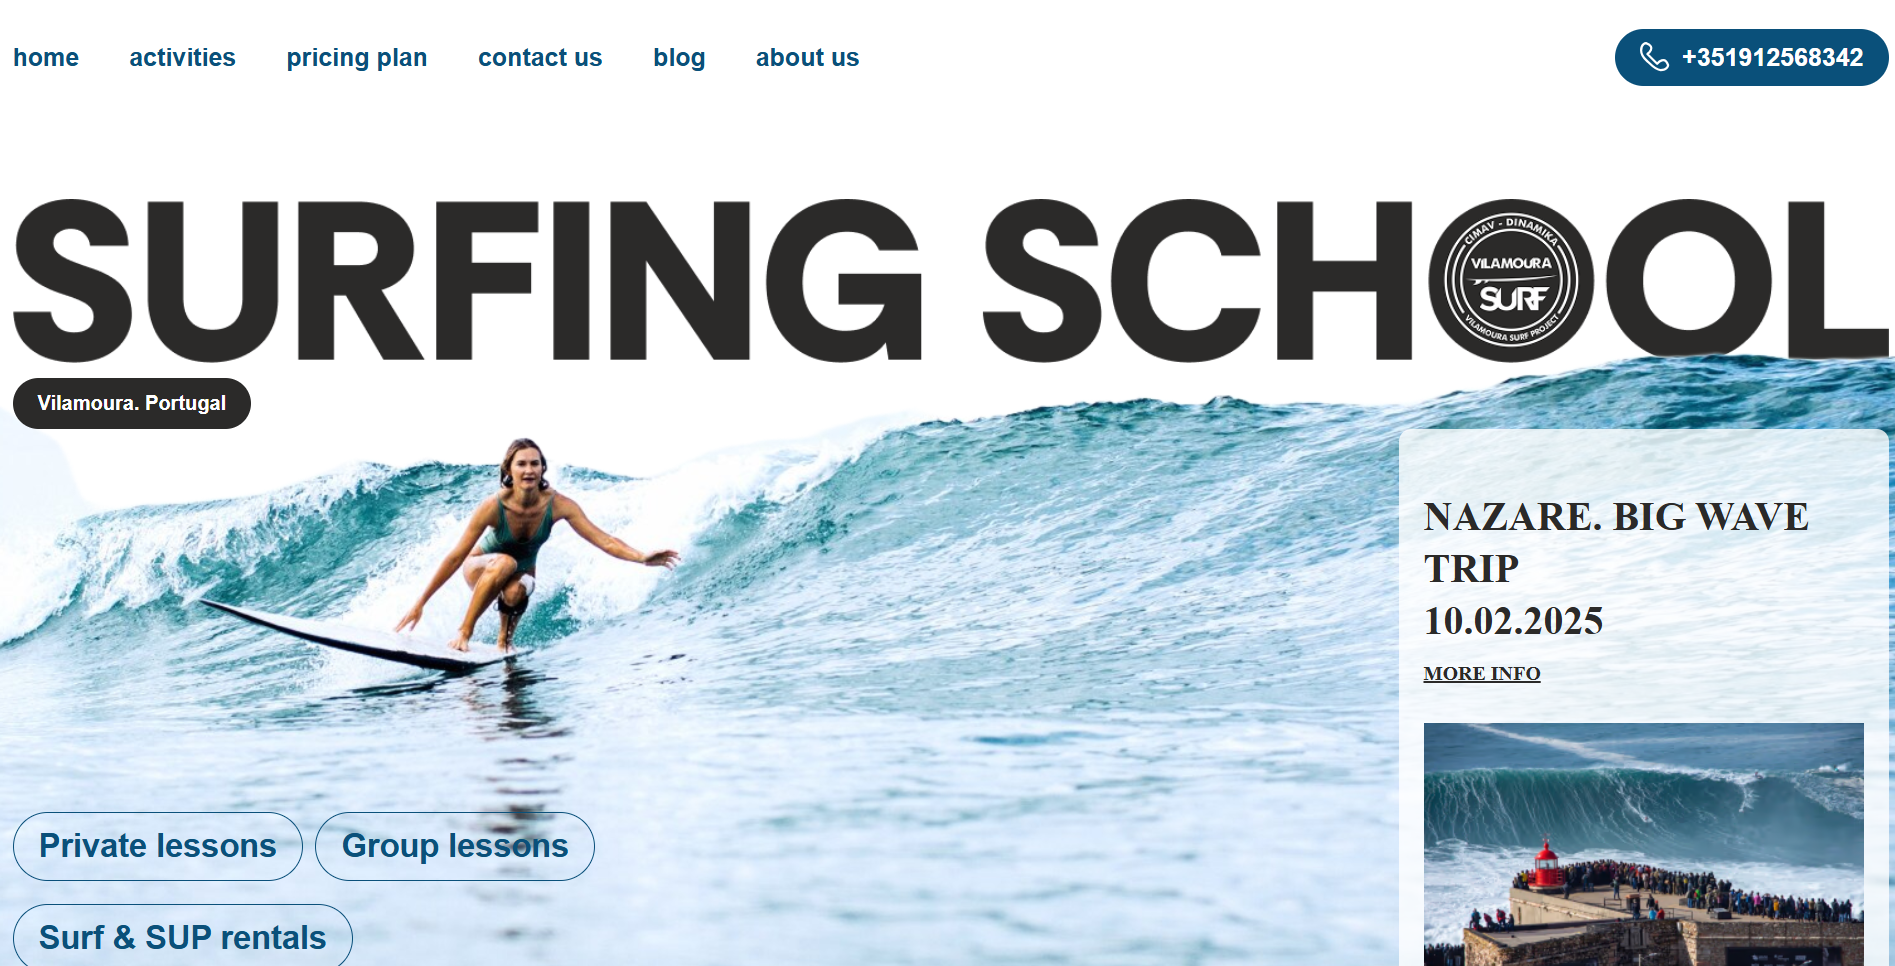 home activities pricing plan contact us blog about us +351912568342
SURFING SCHOOL
CIMAV - DINAMIKA
VILAMOURA
SURF
VILAMOURA SURF PROJECT
Vilamoura. Portugal
NAZARE. BIG WAVE
TRIP
10.02.2025
MORE INFO
Private lessons Group lessons
Surf & SUP rentals